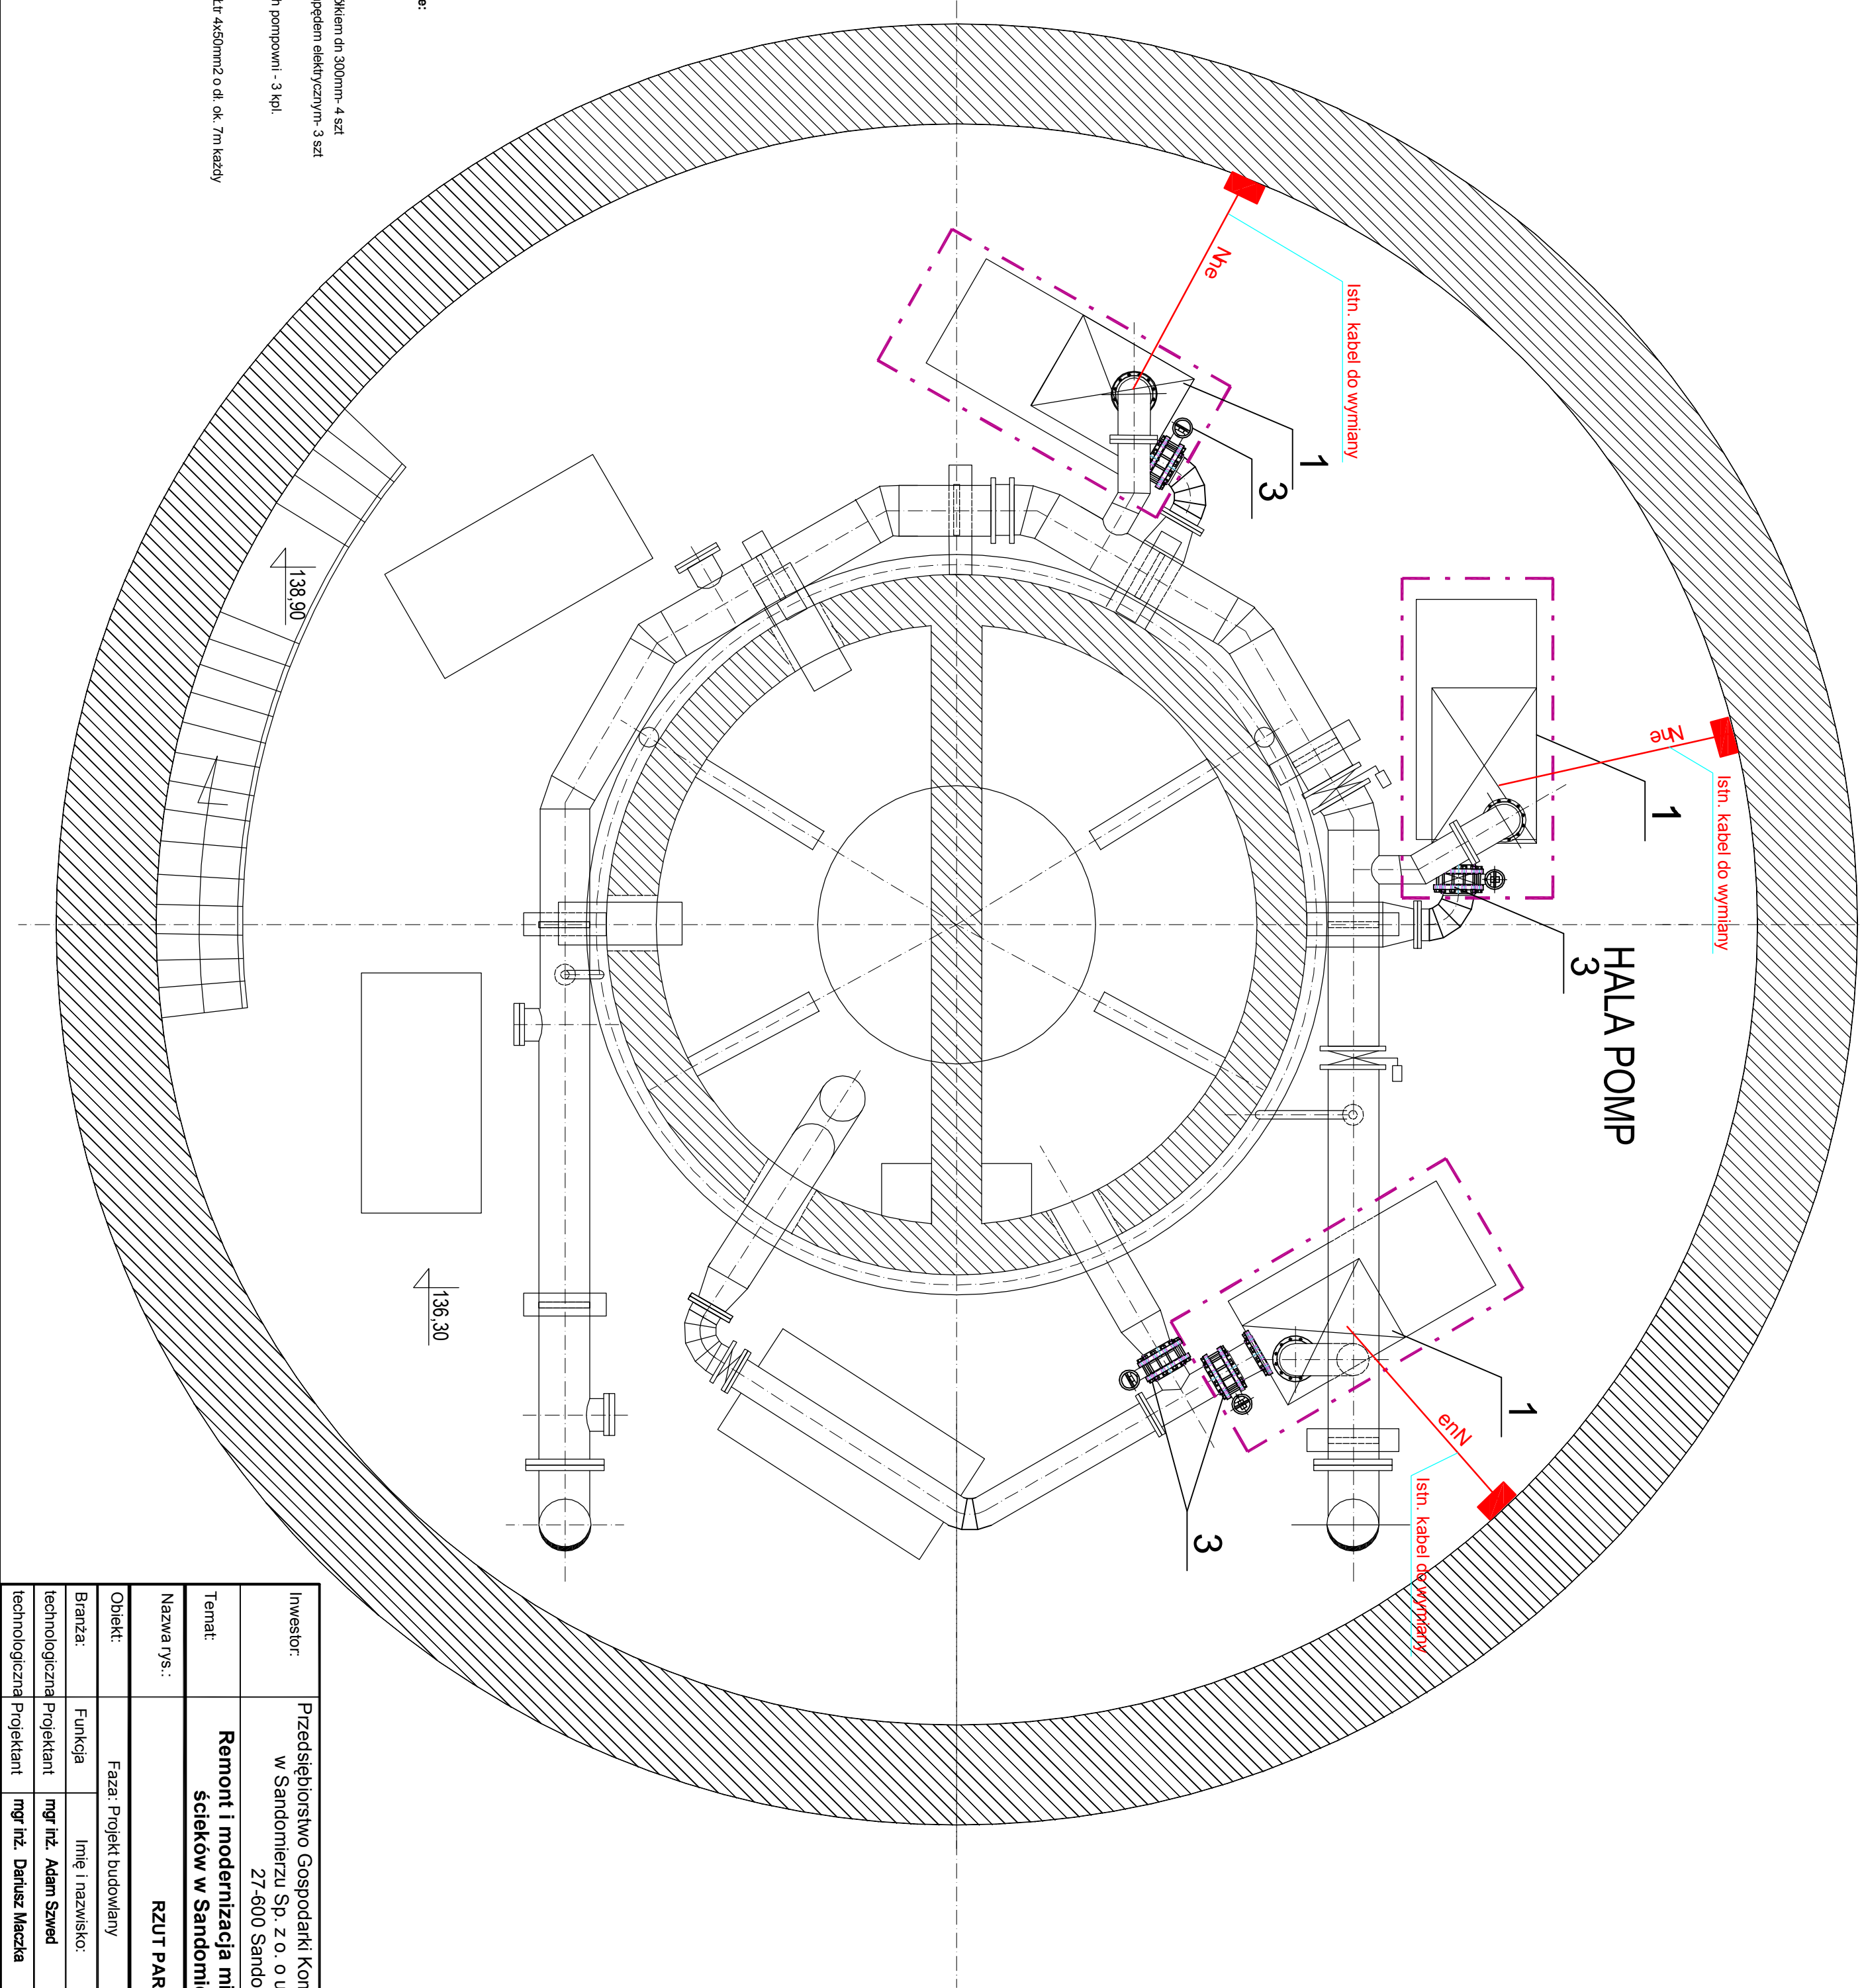 e:
łkiem dn 300mm- 4 szt
pędem elektrycznym- 3 szt
h pompowni - 3 kpl.
Łtr 4x50mm2 o dł. ok. 7m każdy
Istn. kabel do wymiany
Istn. kabel do wymiany
Istn. kabel do wymiany
1
3
1
3
HALA POMP
1
3
138,90
136,30
Inwestor:
Przedsiębiorstwo Gospodarki Kom
w Sandomierzu Sp. z o. o u
27-600 Sando
Temat:
Remont i modernizacja mi
ścieków w Sandomie
Nazwa rys.:
RZUT PAR
Obiekt:
Faza: Projekt budowlany
Branża: Funkcja Imię i nazwisko:
technologiczna Projektant mgr inż. Adam Szwed
technologiczna Projektant mgr inż. Dariusz Maczka